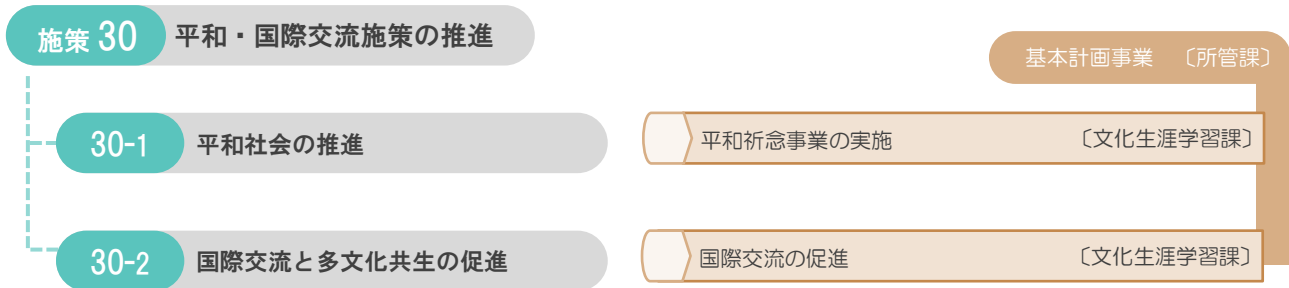 施策 30 平和・国際交流施策の推進
基本計画事業 〔所管課〕
30-1 平和社会の推進
平和祈念事業の実施 〔文化生涯学習課〕
30-2 国際交流と多文化共生の促進
国際交流の促進 〔文化生涯学習課〕